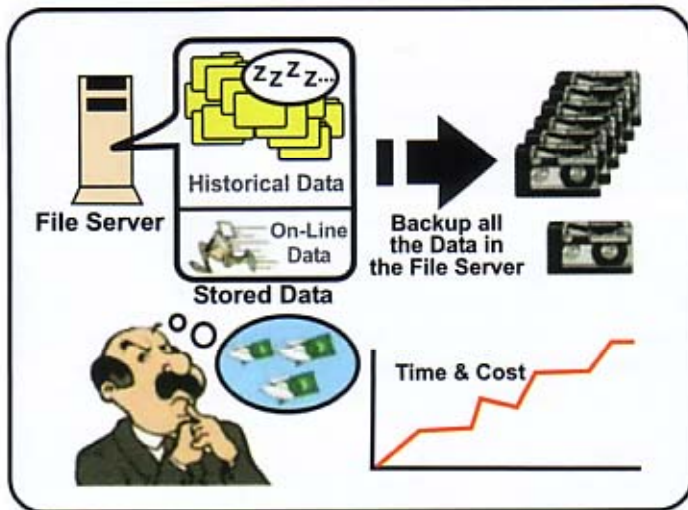 ZZZZ...
Historical Data
File Server
On-Line
Data
Stored Data
Backup all
the Data in
the File Server
Time & Cost